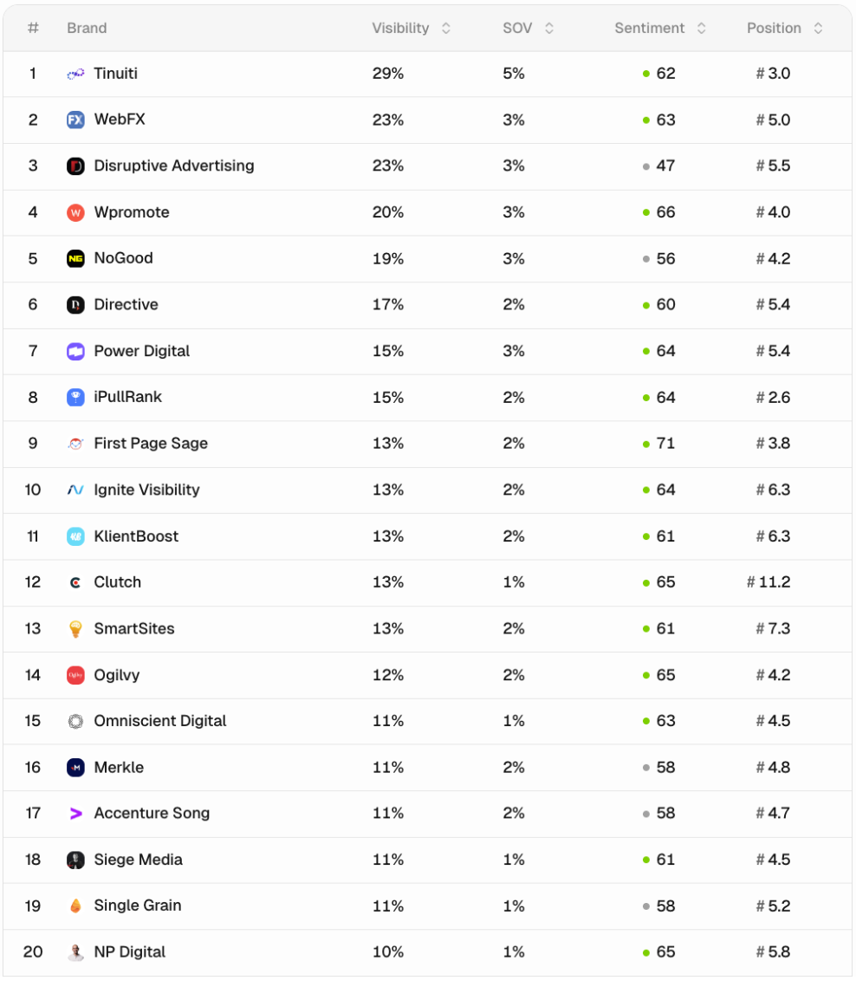 # Brand Visibility SOV Sentiment Position
1 Tinuiti 29% 5% 62 # 3.0
2 FX WebFX 23% 3% 63 # 5.0
3 D Disruptive Advertising 23% 3% 47 # 5.5
4 W Wpromote 20% 3% 66 # 4.0
5 NG NoGood 19% 3% 56 # 4.2
6 D Directive 17% 2% 60 # 5.4
7 Power Digital 15% 3% 64 # 5.4
8 iPullRank 15% 2% 64 # 2.6
9 First Page Sage 13% 2% 71 # 3.8
10 Ignite Visibility 13% 2% 64 # 6.3
11 KlientBoost 13% 2% 61 # 6.3
12 Clutch 13% 1% 65 # 11.2
13 SmartSites 13% 2% 61 # 7.3
14 Ogilvy Ogilvy 12% 2% 65 # 4.2
15 Omniscient Digital 11% 1% 63 # 4.5
16 M Merkle 11% 2% 58 # 4.8
17 Accenture Song 11% 2% 58 # 4.7
18 Siege Media 11% 1% 61 # 4.5
19 Single Grain 11% 1% 58 # 5.2
20 NP Digital 10% 1% 65 # 5.8